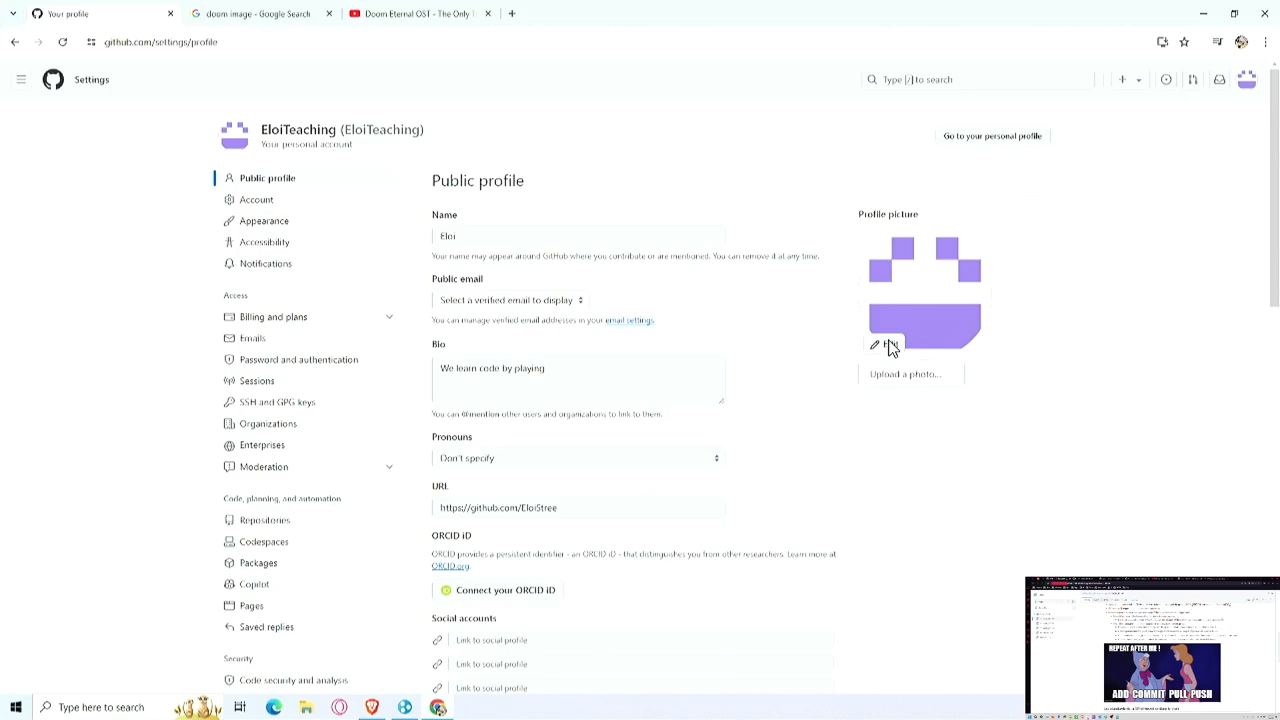 Your profile
doom image - Google Search
Doom Eternal OST - The Only
github.com/settings/profile
Settings
Type [/] to search
EloiTeaching (EloiTeaching)
Your personal account
Go to your personal profile
Public profile
Account
Appearance
Accessibility
Notifications
Access
Billing and plans
Emails
Password and authentication
Sessions
SSH and GPG keys
Organizations
Enterprises
Moderation
Code, planning, and automation
Repositories
Codespaces
Packages
Copilot
Pages
Saved replies
Security
Code security and analysis
Public profile
Name
Eloi
Your name may appear around GitHub where you contribute or are mentioned. You can remove it at any time.
Public email
Select a verified email to display
You can manage verified email addresses in your email settings.
Bio
We learn code by playing
You can @mention other users and organizations to link to them.
Pronouns
Don't specify
URL
https://github.com/EloiStree
ORCID iD
ORCID provides a persistent identifier - an ORCID iD - that distinguishes you from other researchers. Learn more at
ORCID.org.
Connect your ORCID iD
Social accounts
Link to social profile
Link to social profile
Link to social profile
Profile picture
Upload a photo...
REPEAT AFTER ME !
ADD COMMIT PULL PUSH
Type here to search